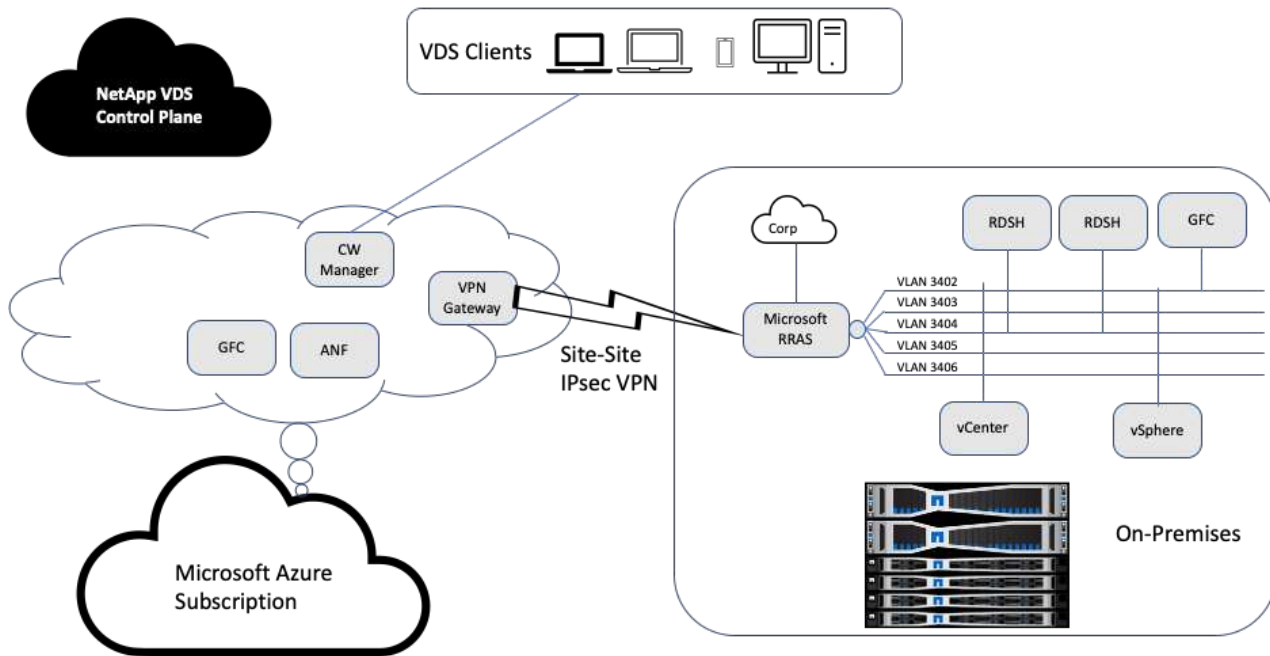 NetApp VDS
Control Plane
VDS Clients
CW
Manager
VPN
Gateway
GFC
ANF
Site-Site
IPsec VPN
Microsoft Azure
Subscription
Corp
Microsoft
RRAS
RDSH
RDSH
GFC
VLAN 3402
VLAN 3403
VLAN 3404
VLAN 3405
VLAN 3406
vCenter
vSphere
On-Premises